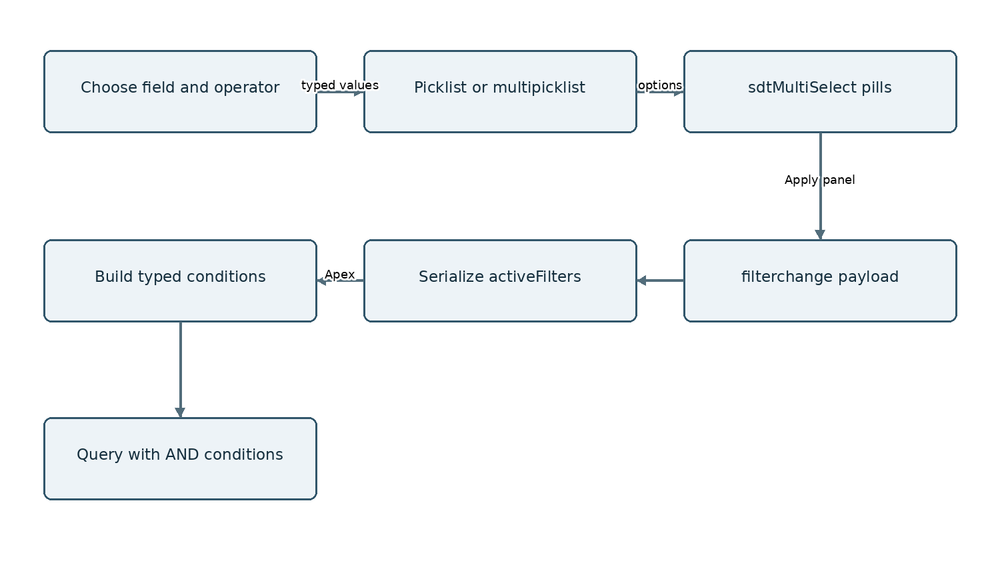 Choose field and operator
typed values
Picklist or multipicklist
options
sdtMultiSelect pills
Apply panel
filterchange payload
Serialize activeFilters
Apex
Build typed conditions
Query with AND conditions